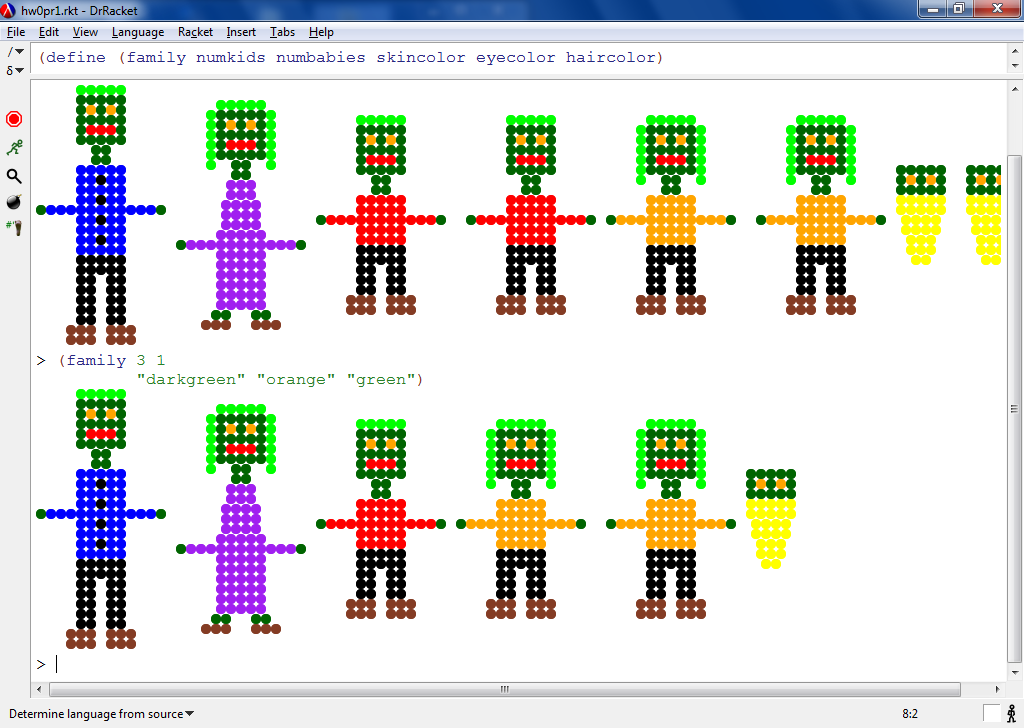 hw0pr1.rkt - DrRacket
File Edit View Language Racket Insert Tabs Help
(define (family numkids numbabies skincolor eyecolor haircolor)
> (family 3 1
"darkgreen" "orange" "green")
>
Determine language from source 8:2